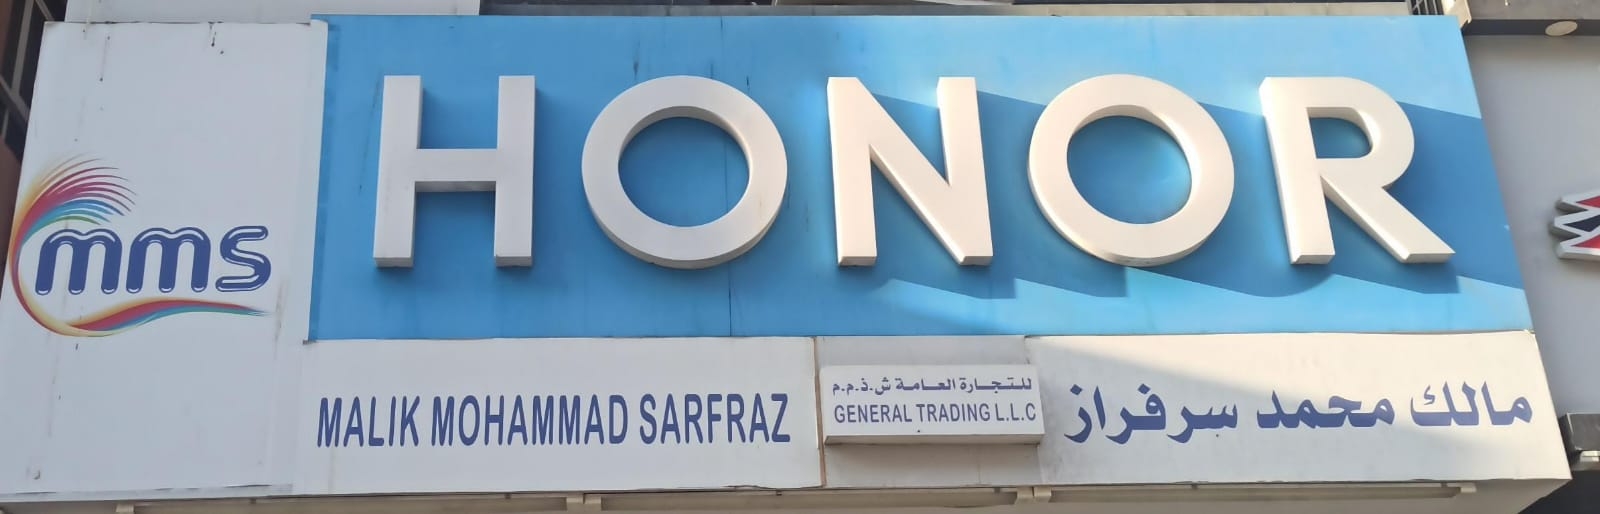 HONOR
mms
MALIK MOHAMMAD SARFRAZ
للتجارة العامة ش.ذ.م.م
GENERAL TRADING L.L.C
مالك محمد سرفراز